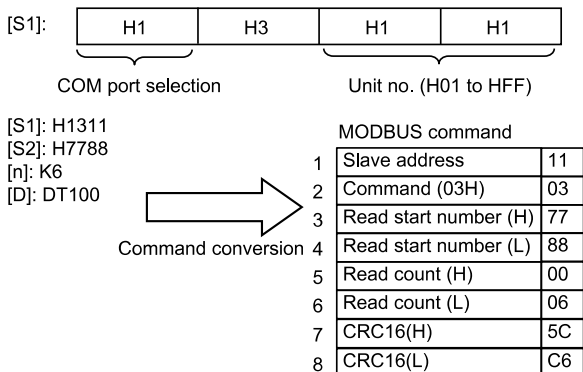 [S1]: H1 H3 H1 H1
COM port selection Unit no. (H01 to HFF)
[S1]: H1311
[S2]: H7788
[n]: K6
[D]: DT100
Command conversion
MODBUS command
1 Slave address 11
2 Command (03H) 03
3 Read start number (H) 77
4 Read start number (L) 88
5 Read count (H) 00
6 Read count (L) 06
7 CRC16(H) 5C
8 CRC16(L) C6